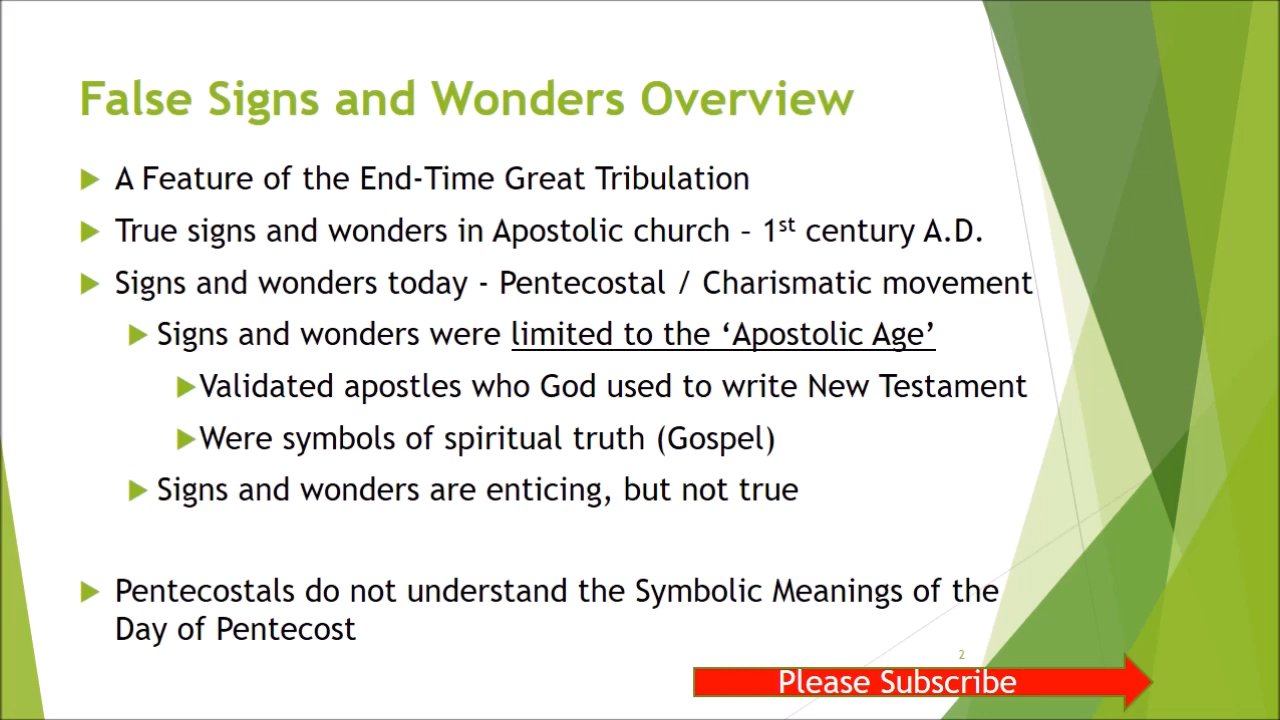 False Signs and Wonders Overview
A Feature of the End-Time Great Tribulation
True signs and wonders in Apostolic church – 1st century A.D.
Signs and wonders today - Pentecostal / Charismatic movement
Signs and wonders were limited to the ‘Apostolic Age’
Validated apostles who God used to write New Testament
Were symbols of spiritual truth (Gospel)
Signs and wonders are enticing, but not true
Pentecostals do not understand the Symbolic Meanings of the
Day of Pentecost
2
Please Subscribe